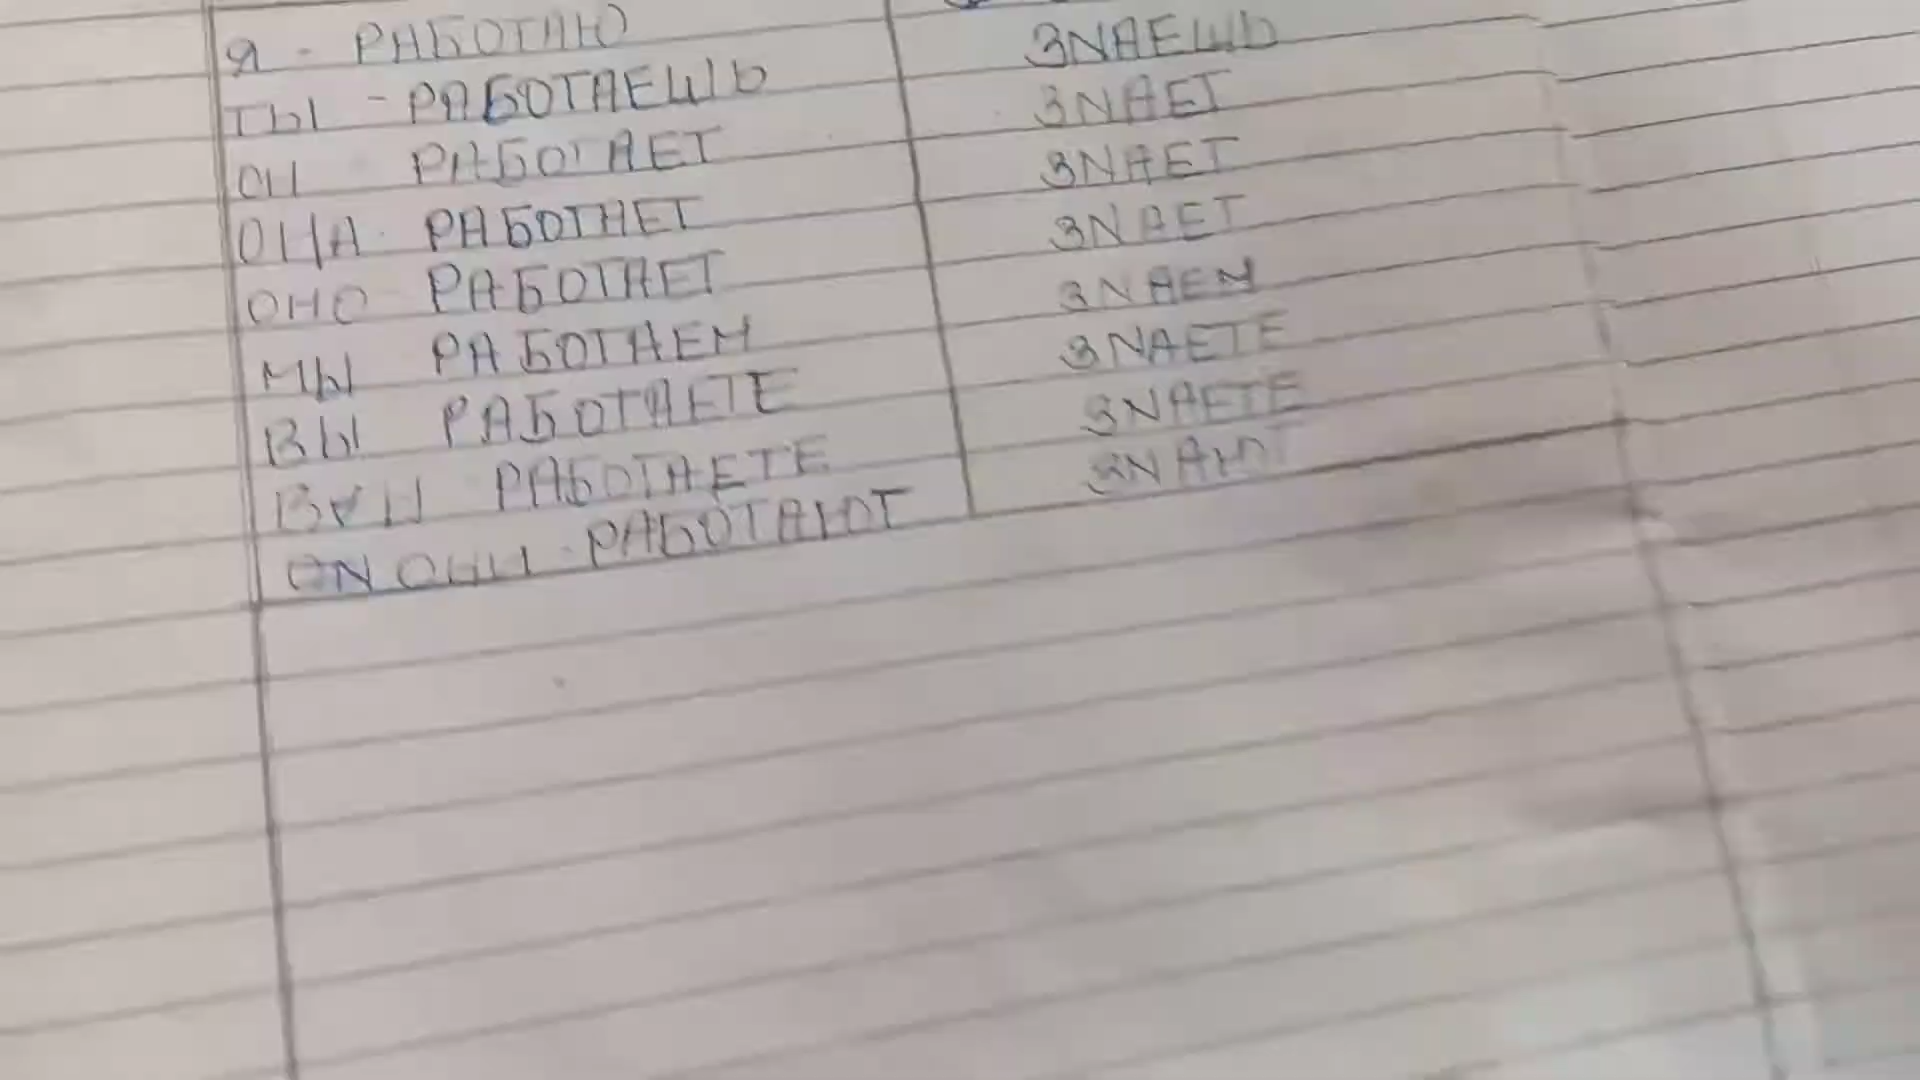 Я - РАБОТАЮ
ЗNАЕШЬ
ТЫ - РАБОТАЕШЬ
ЗNАЕТ
ОН РАБОТАЕТ
ЗNАЕТ
ОНА РАБОТАЕТ
ЗNАЕТ
ОНО РАБОТАЕТ
ЗNАЕМ
МЫ РАБОТАЕМ
ЗNАЕТЕ
ВЫ РАБОТАЕТЕ
ЗNАЕТЕ
РАБОТАЕТЕ
ЗNАЮТ
ОНИ - РАБОТАЮТ